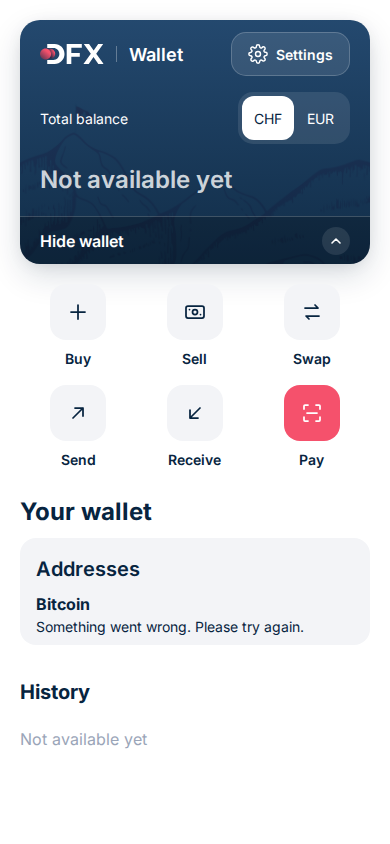 DFX Wallet Settings
Total balance CHF EUR
Not available yet
Hide wallet
Buy Sell Swap
Send Receive Pay
Your wallet
Addresses
Bitcoin
Something went wrong. Please try again.
History
Not available yet